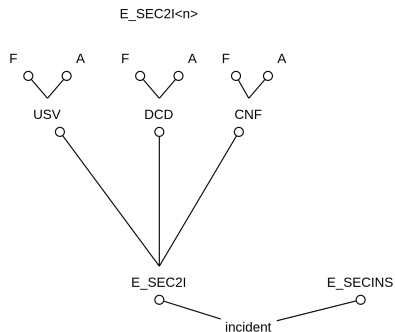 E_SEC2I<n>
F A F A F A
USV DCD CNF
E_SEC2I E_SECINS
incident